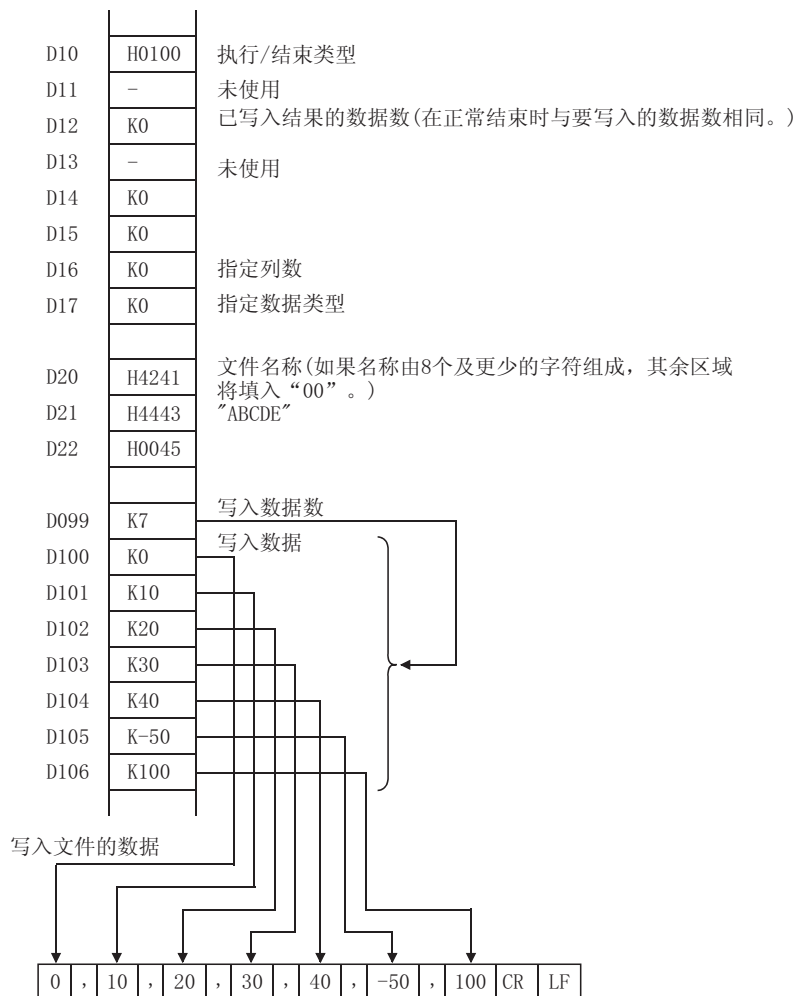 D10 H0100 执行/结束类型
D11 - 未使用
D12 K0 已写入结果的数据数(在正常结束时与要写入的数据数相同。)
D13 - 未使用
D14 K0
D15 K0
D16 K0 指定列数
D17 K0 指定数据类型
D20 H4241 文件名称(如果名称由8个及更少的字符组成，其余区域
将填入“00”。)
D21 H4443 "ABCDE"
D22 H0045
写入数据数
D099 K7
写入数据
D100 K0
D101 K10
D102 K20
D103 K30
D104 K40
D105 K-50
D106 K100
写入文件的数据
0 , 10 , 20 , 30 , 40 , -50 , 100 CR LF